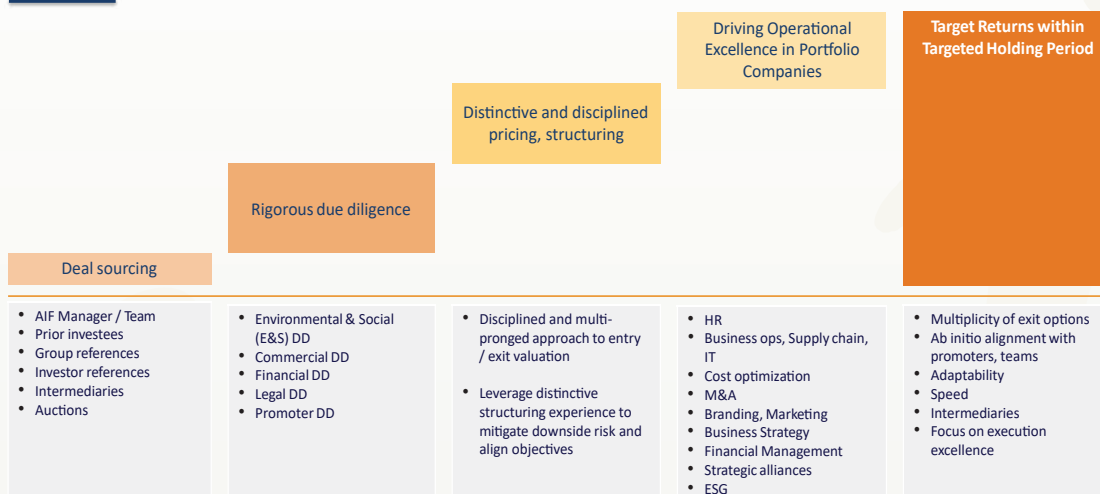 Driving Operational
Excellence in Portfolio
Companies
Target Returns within
Targeted Holding Period
Distinctive and disciplined
pricing, structuring
Rigorous due diligence
Deal sourcing
• AIF Manager / Team
• Prior investees
• Group references
• Investor references
• Intermediaries
• Auctions
• Environmental & Social
(E&S) DD
• Commercial DD
• Financial DD
• Legal DD
• Promoter DD
• Disciplined and multi-
pronged approach to entry
/ exit valuation
• Leverage distinctive
structuring experience to
mitigate downside risk and
align objectives
• HR
• Business ops, Supply chain,
IT
• Cost optimization
• M&A
• Branding, Marketing
• Business Strategy
• Financial Management
• Strategic alliances
• ESG
• Multiplicity of exit options
• Ab initio alignment with
promoters, teams
• Adaptability
• Speed
• Intermediaries
• Focus on execution
excellence